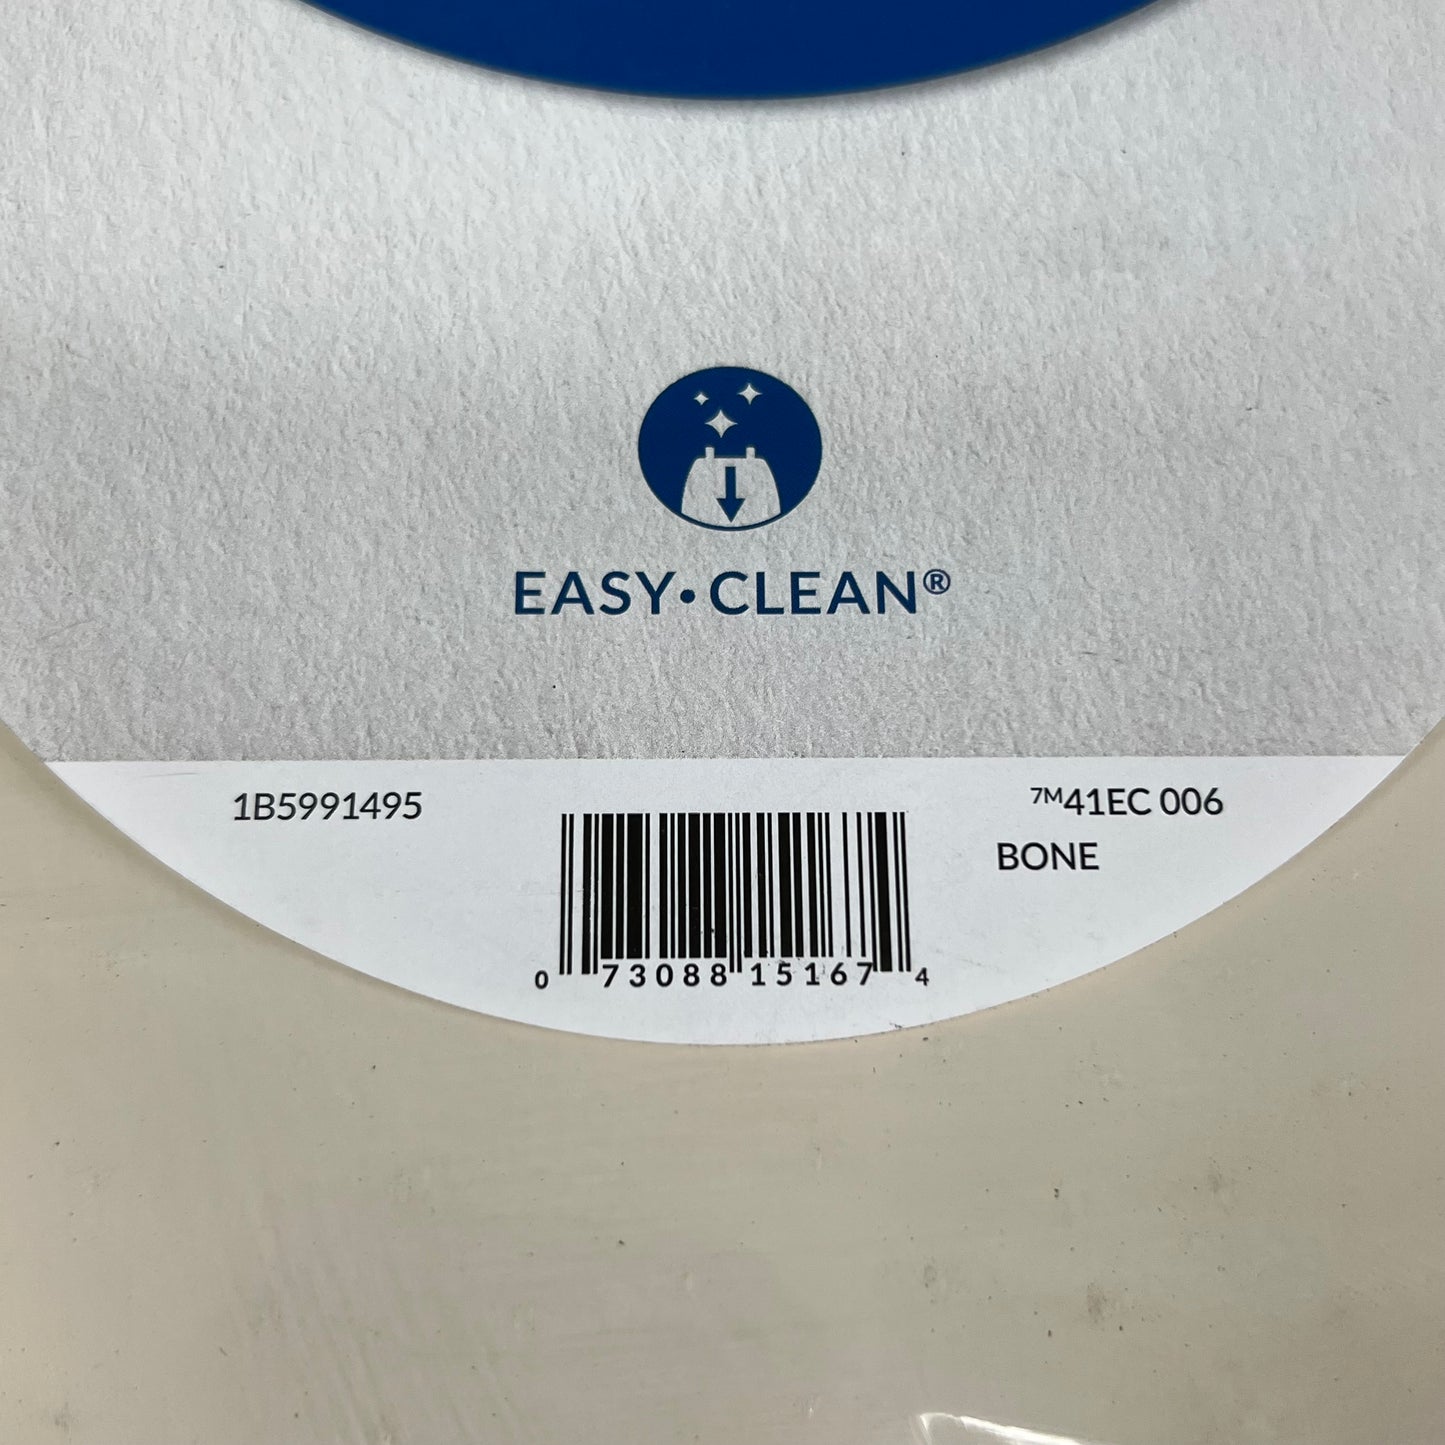 EASY•CLEAN®
1B5991495
7M41EC 006
BONE
0 73088 15167 4